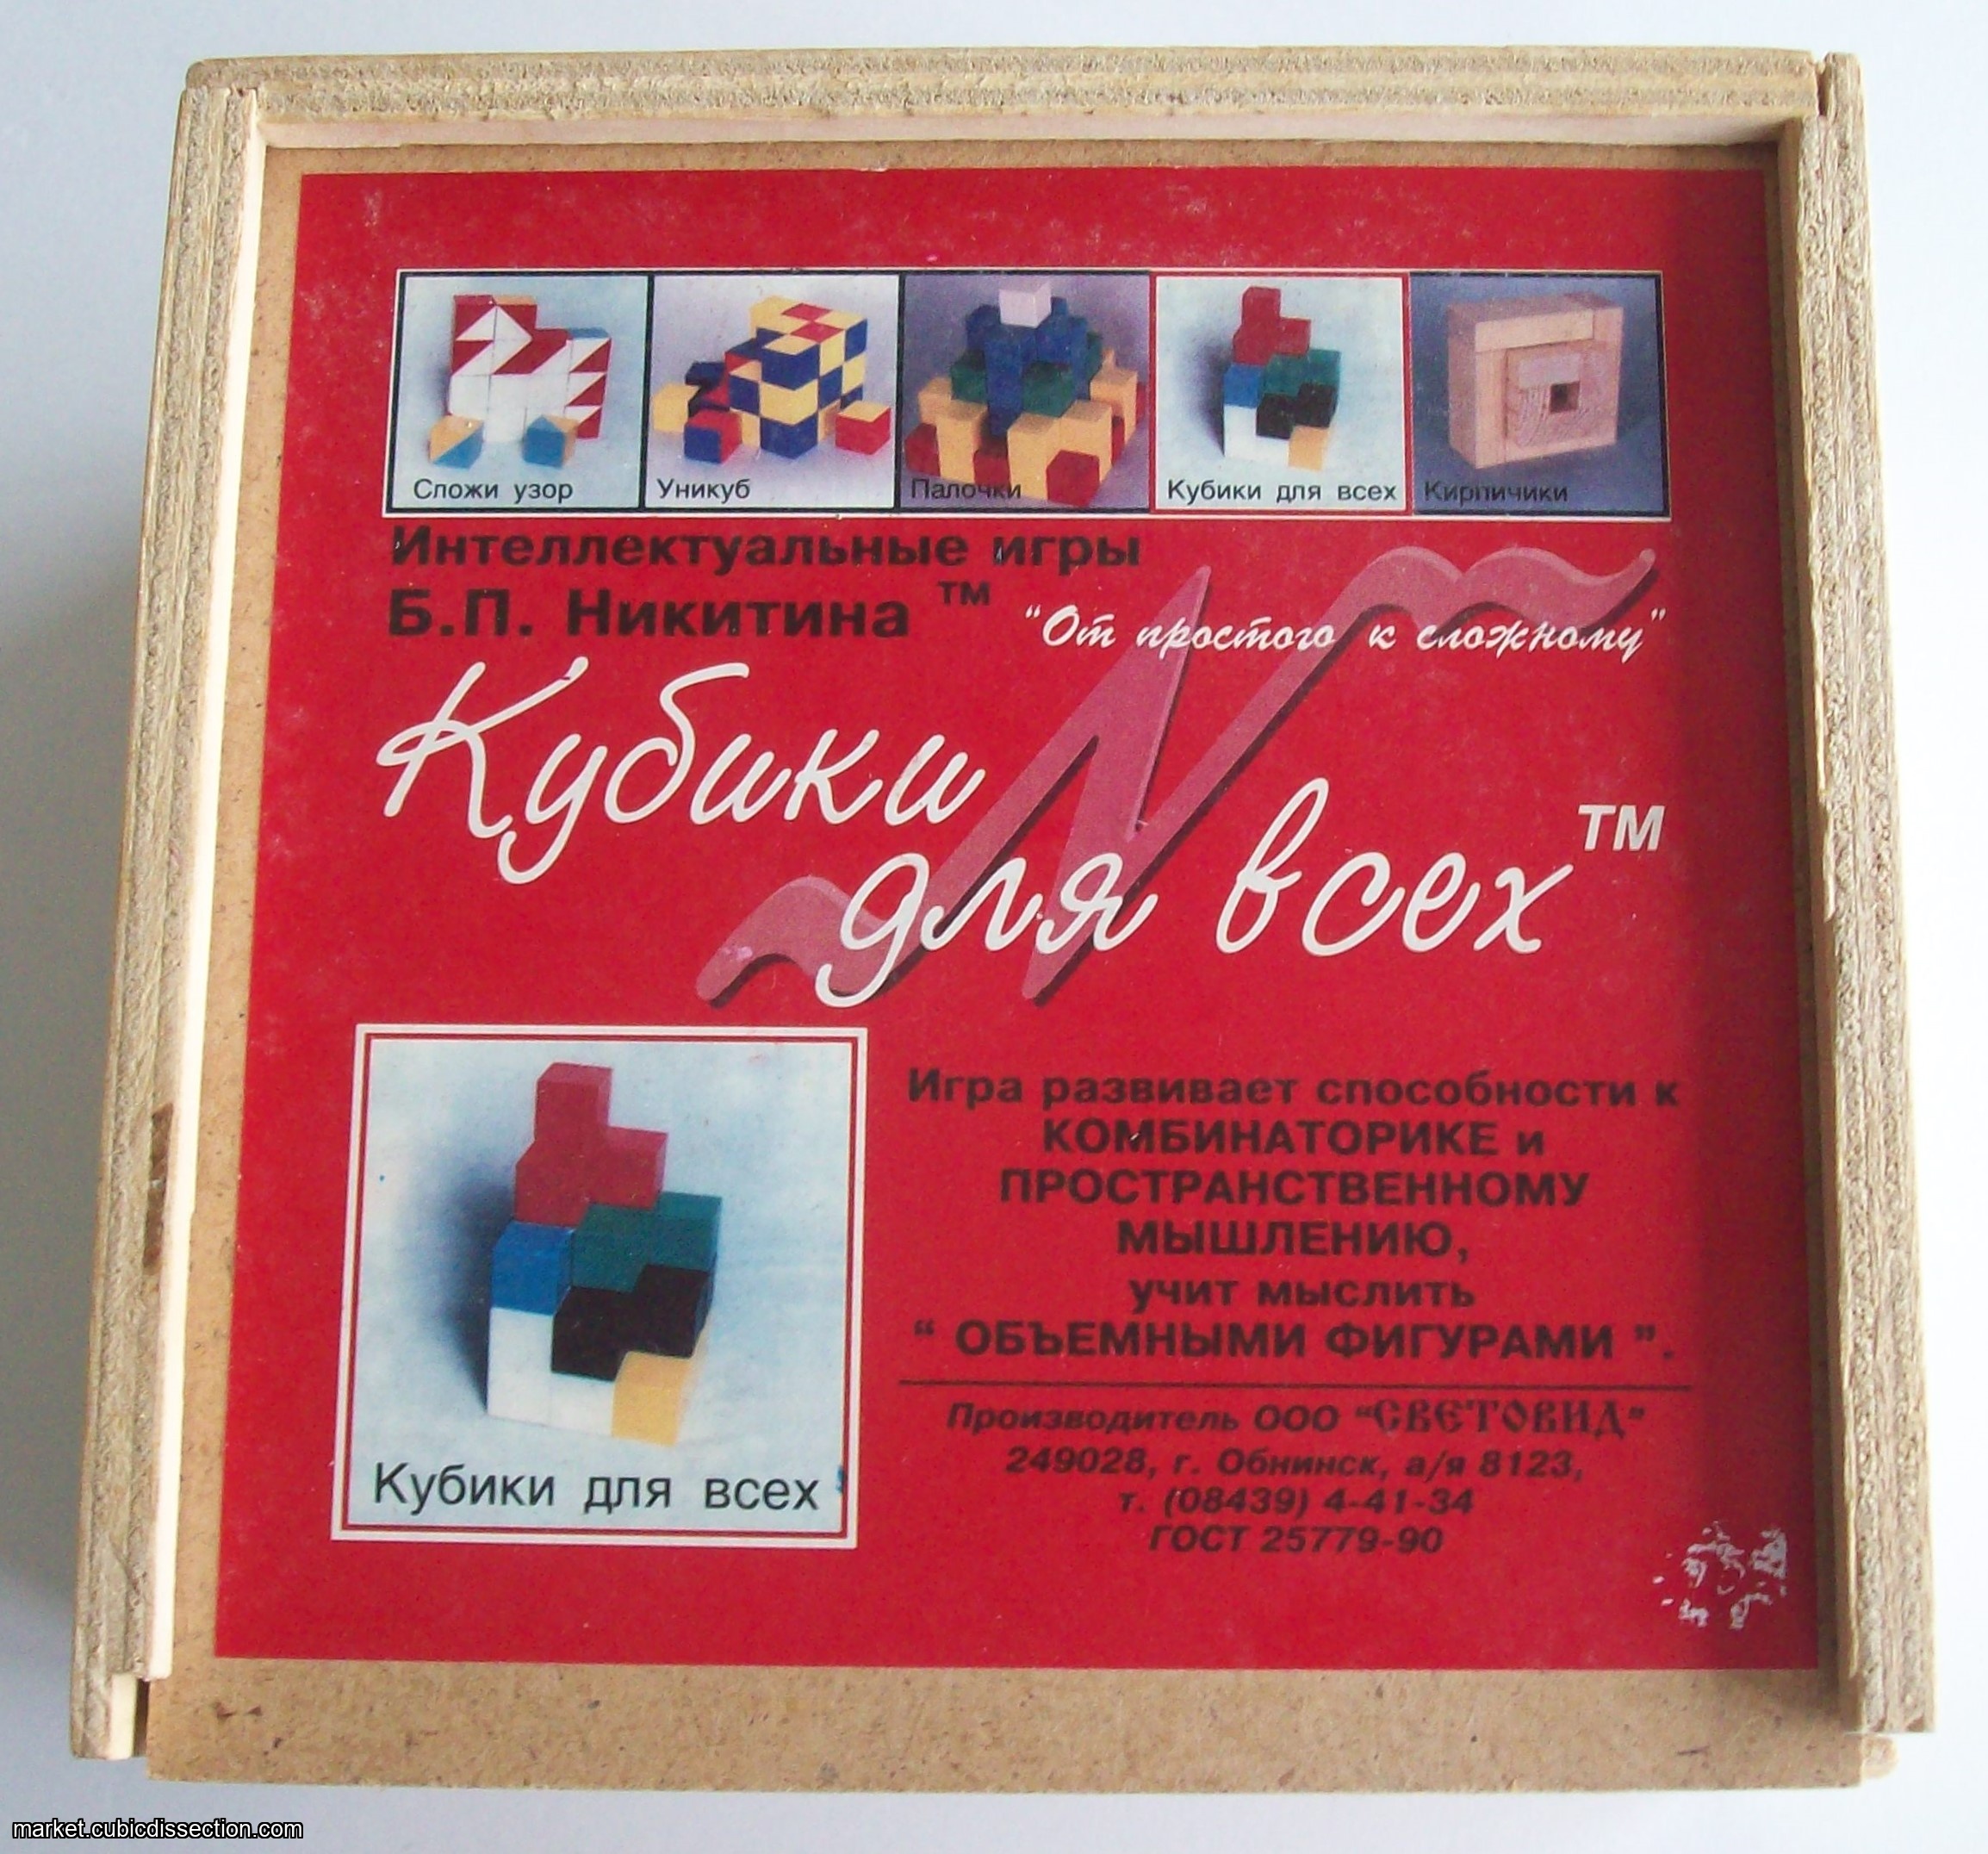 Сложи узор
Уникуб
Палочки
Кубики для всех
Кирпичики
Интеллектуальные игры
Б.П. Никитина ™
"От простого к сложному"
Кубики
для всех™
Кубики для всех
Игра развивает способности к
КОМБИНАТОРИКЕ и
ПРОСТРАНСТВЕННОМУ
МЫШЛЕНИЮ,
учит мыслить
“ ОБЪЕМНЫМИ ФИГУРАМИ ”.
Производитель ООО “СВЕТОВИД”
249028, г. Обнинск, а/я 8123,
т. (08439) 4-41-34
ГОСТ 25779-90
market.cubicdissection.com